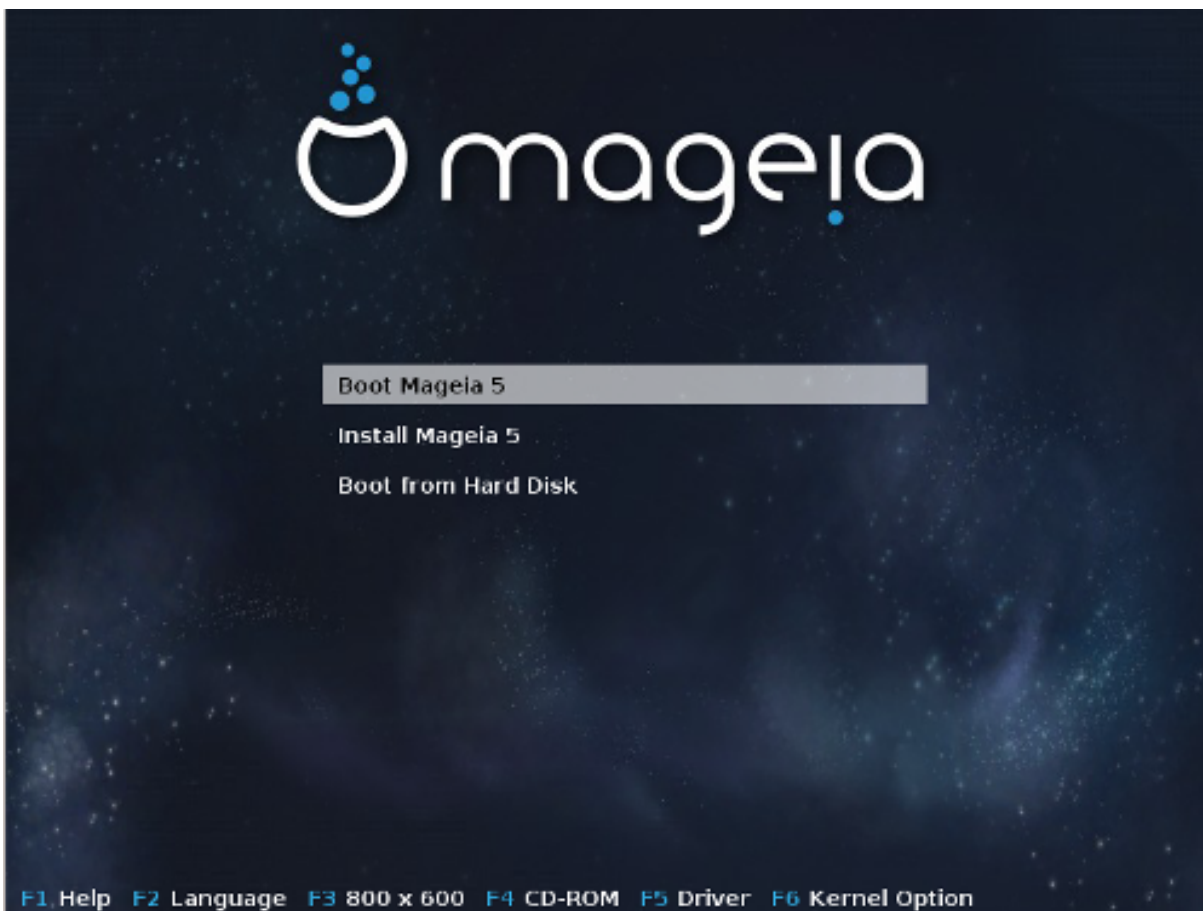 mageia
Boot Mageia 5
Install Mageia 5
Boot from Hard Disk
F1 Help F2 Language F3 800 x 600 F4 CD-ROM F5 Driver F6 Kernel Option